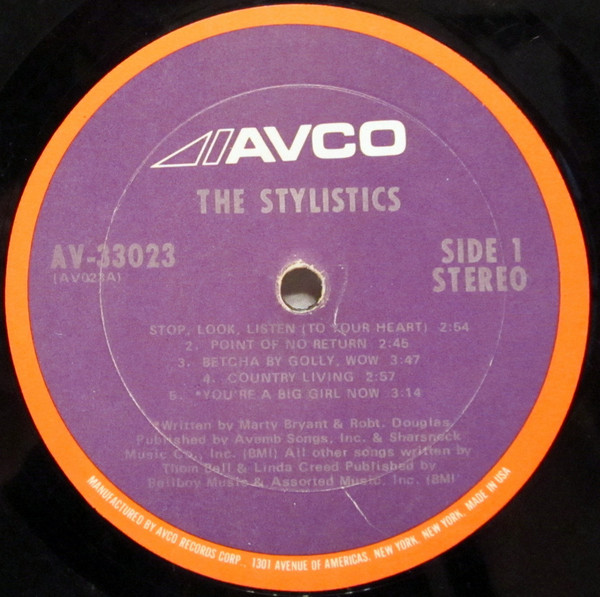 AVCO
THE STYLISTICS
AV-33023
(AV023A)
SIDE 1
STEREO
STOP, LOOK, LISTEN (TO YOUR HEART) 2:54
2. POINT OF NO RETURN 2:45
3. BETCHA BY GOLLY, WOW 3:47
4. COUNTRY LIVING 2:57
5. *YOU'RE A BIG GIRL NOW 3:14
*Written by Marty Bryant & Robt. Douglas
Published by Avemb Songs, Inc. & Sharsneck
Music Co., Inc. (BMI) All other songs written by
Thom Bell & Linda Creed Published by
Bellboy Music & Assorted Music, Inc. (BMI
MANUFACTURED BY AVCO RECORDS CORP., 1301 AVENUE OF AMERICAS, NEW YORK, NEW YORK. MADE IN USA